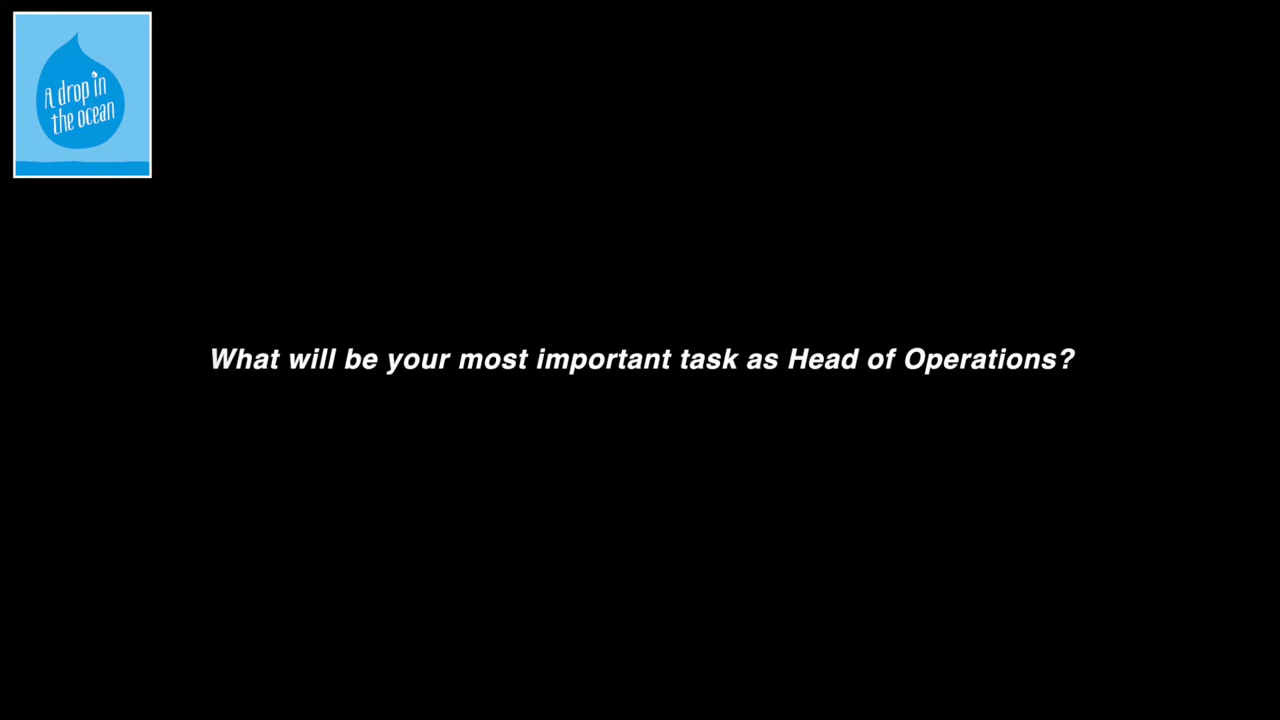 A drop in
the ocean
What will be your most important task as Head of Operations?